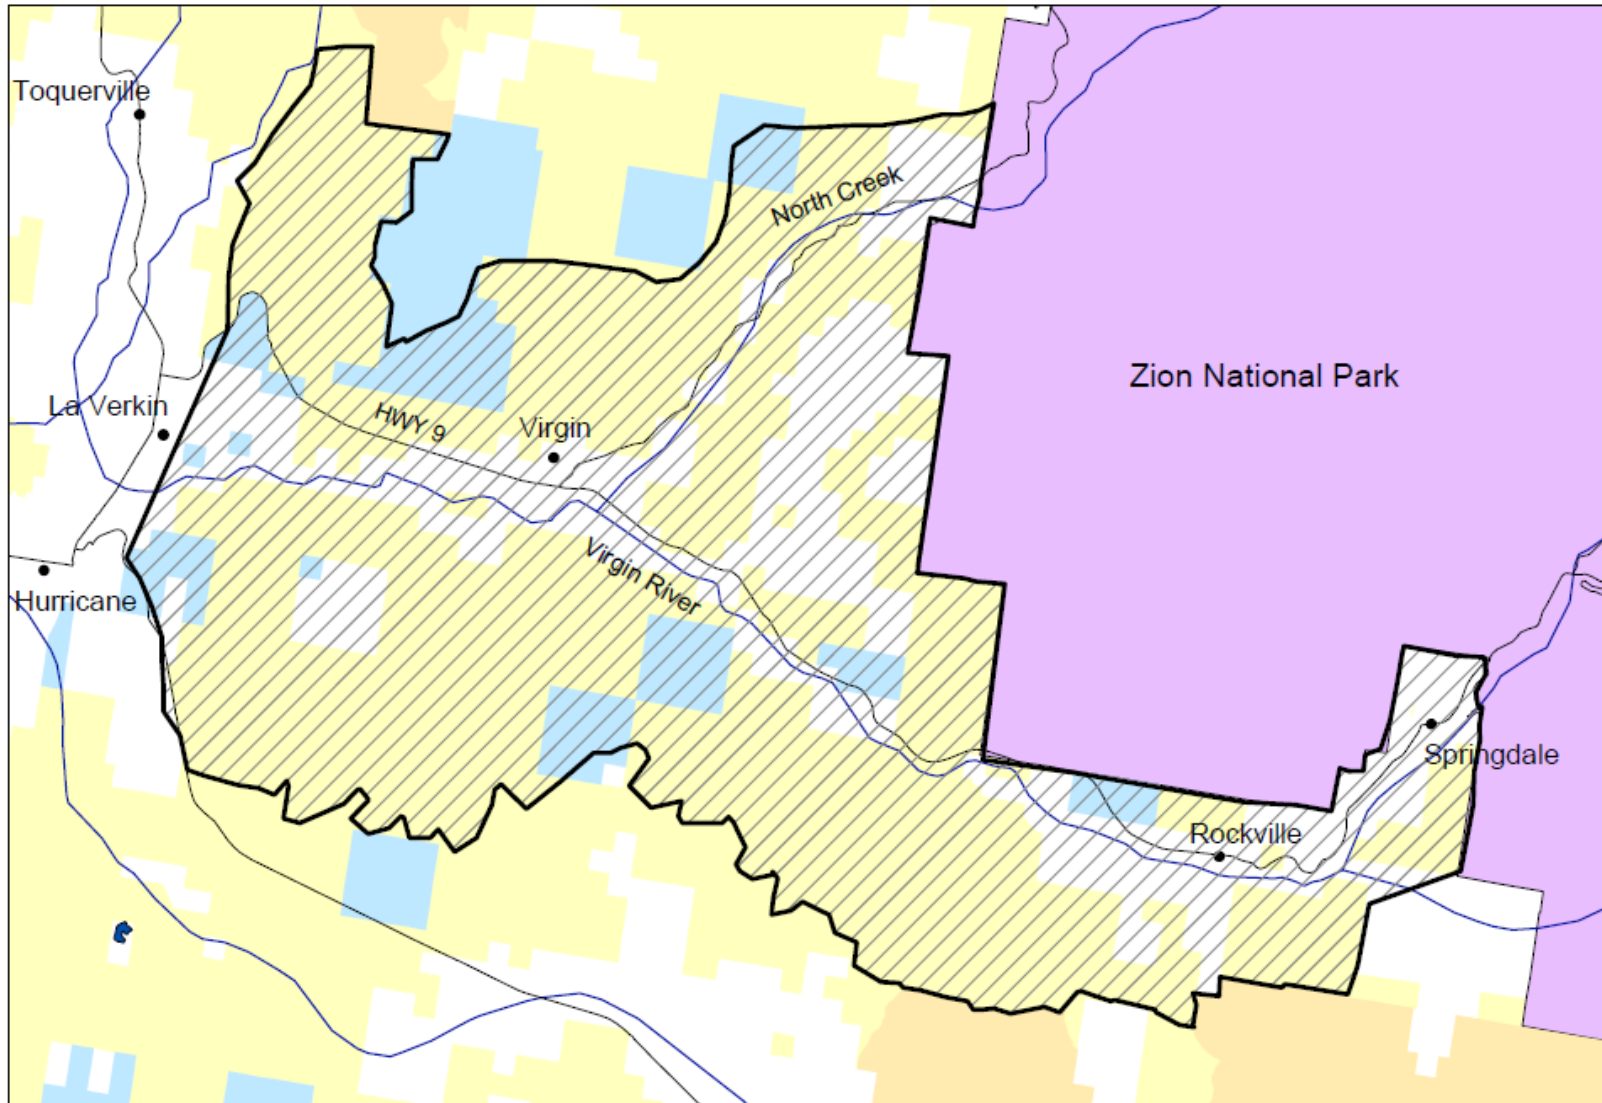 Toquerville
North Creek
Zion National Park
La Verkin
HWY 9
Virgin
Virgin River
Hurricane
Springdale
Rockville